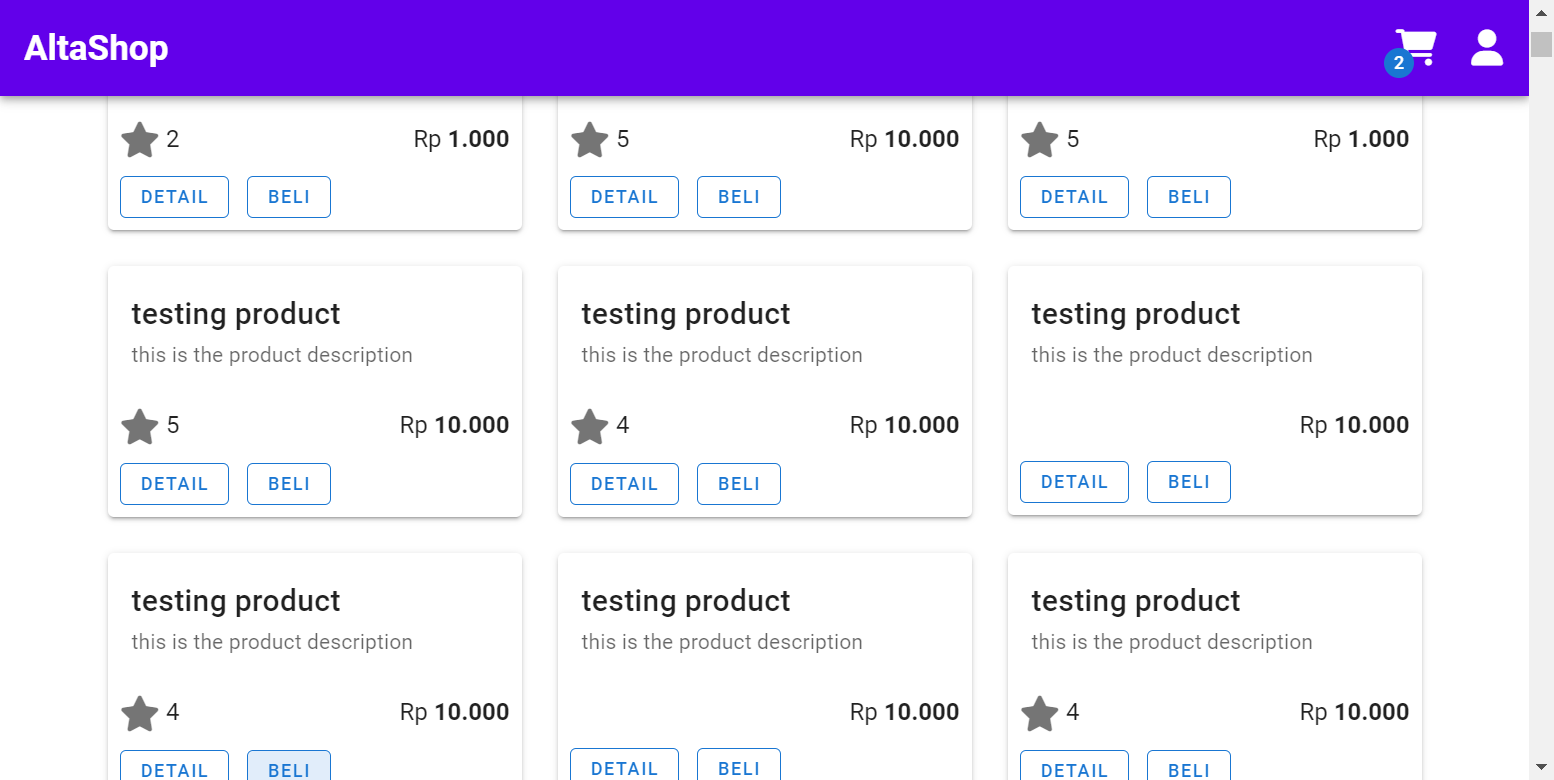 AltaShop
2
2 Rp 1.000 5 Rp 10.000 5 Rp 1.000
DETAIL BELI DETAIL BELI DETAIL BELI
testing product testing product testing product
this is the product description this is the product description this is the product description
5 Rp 10.000 4 Rp 10.000 Rp 10.000
DETAIL BELI DETAIL BELI DETAIL BELI
testing product testing product testing product
this is the product description this is the product description this is the product description
4 Rp 10.000 Rp 10.000 4 Rp 10.000
DETAIL BELI DETAIL BELI DETAIL BELI